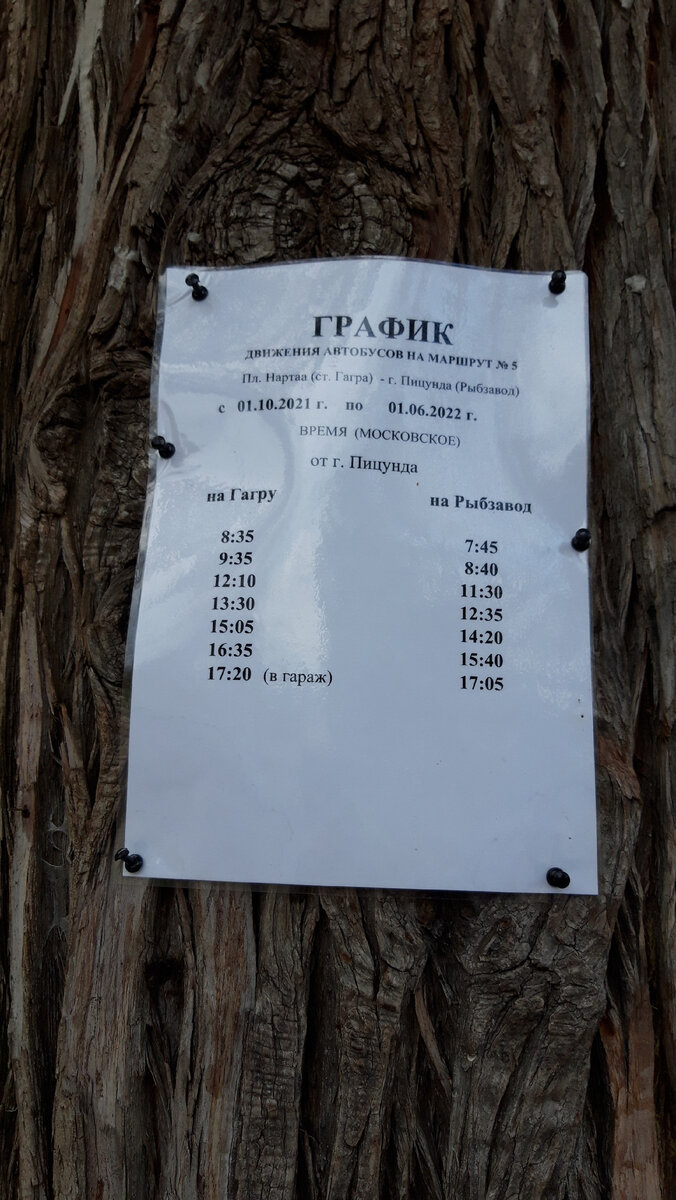 ГРАФИК
ДВИЖЕНИЯ АВТОБУСОВ НА МАРШРУТ № 5
Пл. Нартаа (ст. Гагра) - г. Пицунда (Рыбзавод)
с 01.10.2021 г. по 01.06.2022 г.
ВРЕМЯ (МОСКОВСКОЕ)
от г. Пицунда
на Гагру на Рыбзавод
8:35 7:45
9:35 8:40
12:10 11:30
13:30 12:35
15:05 14:20
16:35 15:40
17:20 (в гараж) 17:05